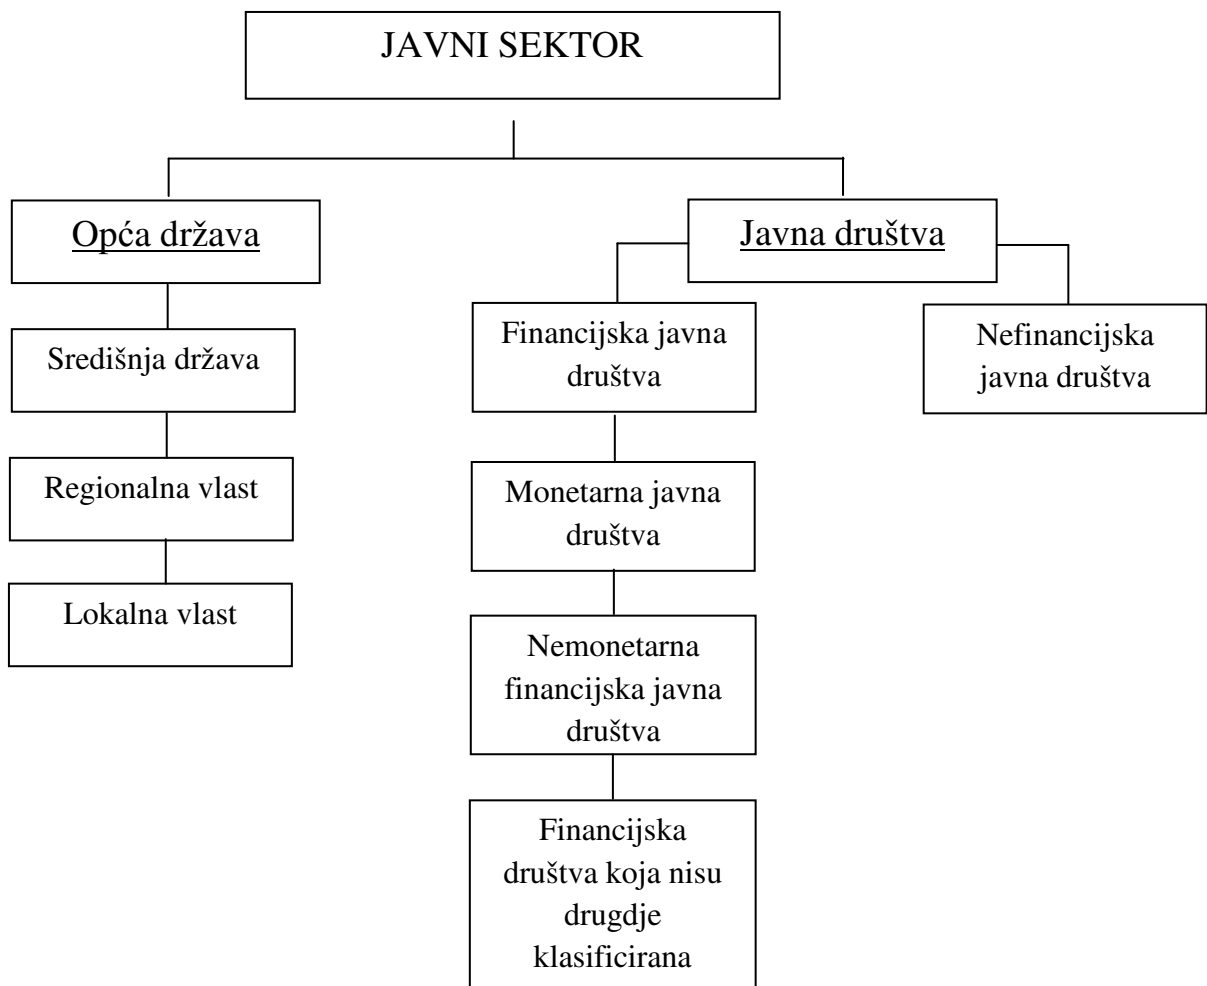 JAVNI SEKTOR
Opća država
Javna društva
Središnja država
Financijska javna
društva
Nefinancijska
javna društva
Regionalna vlast
Monetarna javna
društva
Lokalna vlast
Nemonetarna
financijska javna
društva
Financijska
društva koja nisu
drugdje
klasificirana